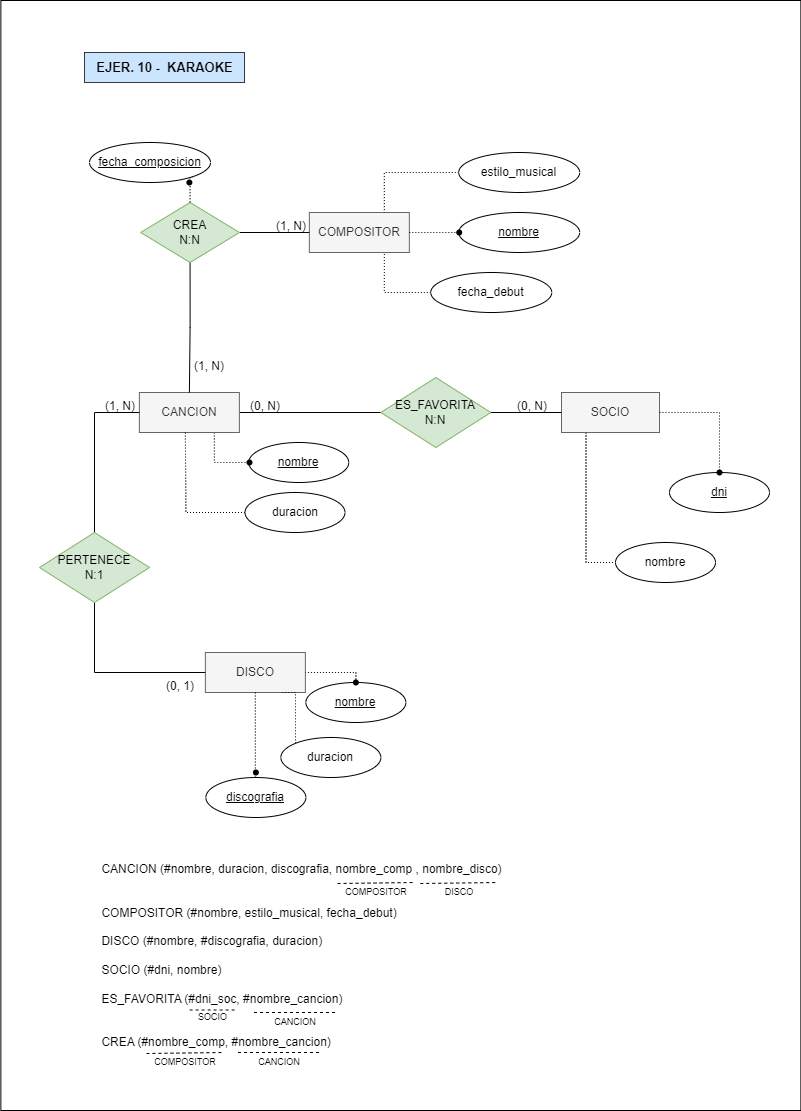 EJER. 10 - KARAOKE
fecha_composicion
estilo_musical
CREA
N:N
(1, N)
COMPOSITOR
nombre
fecha_debut
(1, N)
(1, N)
CANCION
(0, N)
ES_FAVORITA
N:N
(0, N)
SOCIO
nombre
dni
duracion
PERTENECE
N:1
nombre
DISCO
(0, 1)
nombre
duracion
discografia
CANCION (#nombre, duracion, discografia, nombre_comp , nombre_disco)
COMPOSITOR DISCO
COMPOSITOR (#nombre, estilo_musical, fecha_debut)
DISCO (#nombre, #discografia, duracion)
SOCIO (#dni, nombre)
ES_FAVORITA (#dni_soc, #nombre_cancion)
SOCIO CANCION
CREA (#nombre_comp, #nombre_cancion)
COMPOSITOR CANCION